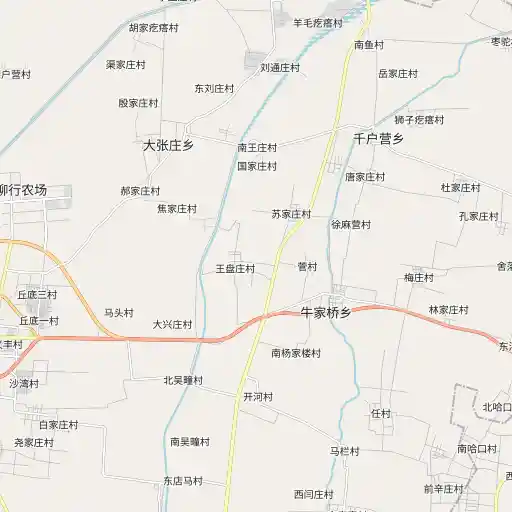 羊毛疙瘩村
胡家疙瘩村
南鱼村
枣驼
渠家庄村
刘通庄村
岳家庄村
户营村
东刘庄村
殷家庄村
狮子疙瘩村
千户营乡
大张庄乡
南王庄村
国家庄村
唐家庄村
柳行农场
郝家庄村
杜家庄村
焦家庄村
苏家庄村
孔家庄村
徐麻营村
王盘庄村
营村
舍落
梅庄村
丘底三村
马头村
牛家桥乡
林家庄村
丘底一村
大兴庄村
丰村
东
南杨家楼村
沙湾村
北吴疃村
开河村
任村
北哈口
白家庄村
尧家庄村
南吴疃村
马栏村
南哈口村
东店马村
西闫庄村
前辛庄村
西